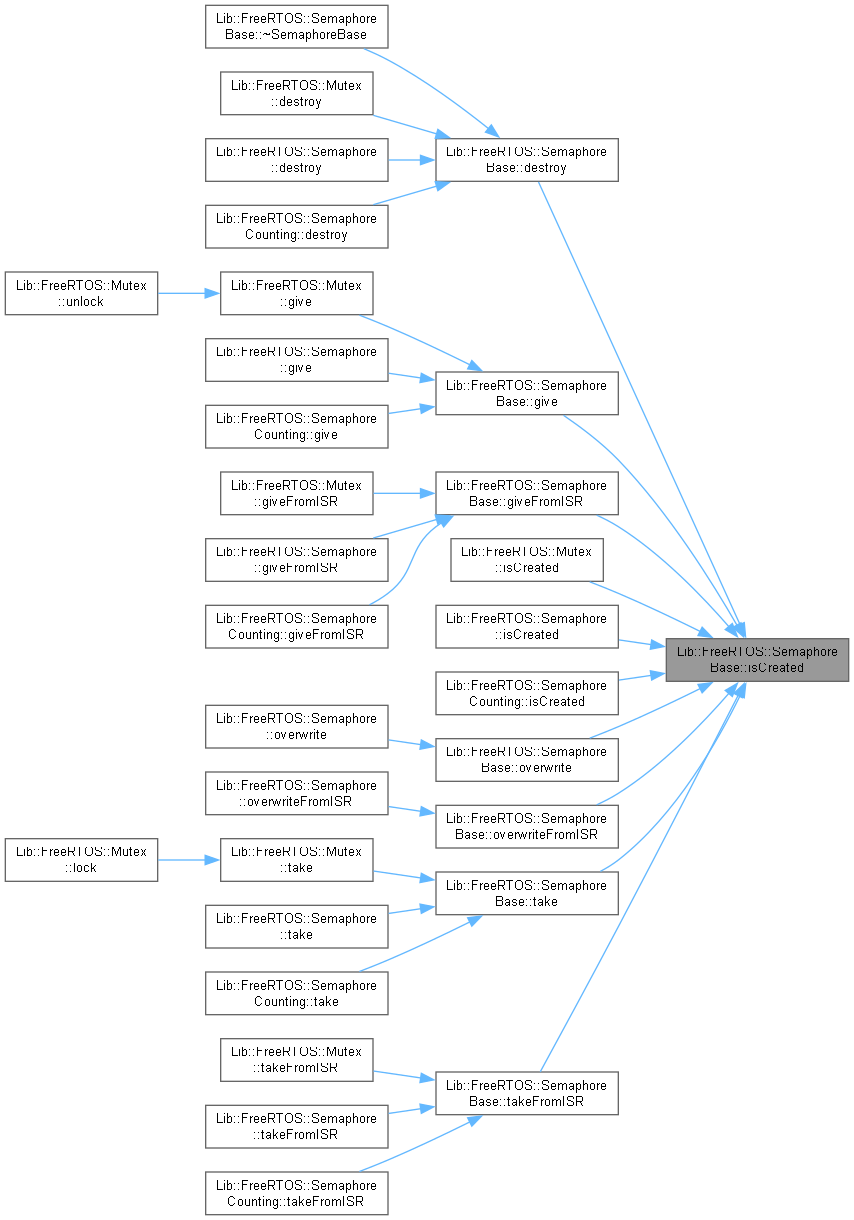 Lib::FreeRTOS::Semaphore
Base::~SemaphoreBase
Lib::FreeRTOS::Mutex
::destroy
Lib::FreeRTOS::Semaphore
Base::destroy
Lib::FreeRTOS::Semaphore
::destroy
Lib::FreeRTOS::Semaphore
Counting::destroy
Lib::FreeRTOS::Mutex
::unlock
Lib::FreeRTOS::Mutex
::give
Lib::FreeRTOS::Semaphore
::give
Lib::FreeRTOS::Semaphore
Base::give
Lib::FreeRTOS::Semaphore
Counting::give
Lib::FreeRTOS::Mutex
::giveFromISR
Lib::FreeRTOS::Semaphore
Base::giveFromISR
Lib::FreeRTOS::Semaphore
::giveFromISR
Lib::FreeRTOS::Mutex
::isCreated
Lib::FreeRTOS::Semaphore
Counting::giveFromISR
Lib::FreeRTOS::Semaphore
::isCreated
Lib::FreeRTOS::Semaphore
Base::isCreated
Lib::FreeRTOS::Semaphore
Counting::isCreated
Lib::FreeRTOS::Semaphore
::overwrite
Lib::FreeRTOS::Semaphore
Base::overwrite
Lib::FreeRTOS::Semaphore
::overwriteFromISR
Lib::FreeRTOS::Semaphore
Base::overwriteFromISR
Lib::FreeRTOS::Mutex
::lock
Lib::FreeRTOS::Mutex
::take
Lib::FreeRTOS::Semaphore
Base::take
Lib::FreeRTOS::Semaphore
::take
Lib::FreeRTOS::Semaphore
Counting::take
Lib::FreeRTOS::Mutex
::takeFromISR
Lib::FreeRTOS::Semaphore
Base::takeFromISR
Lib::FreeRTOS::Semaphore
::takeFromISR
Lib::FreeRTOS::Semaphore
Counting::takeFromISR